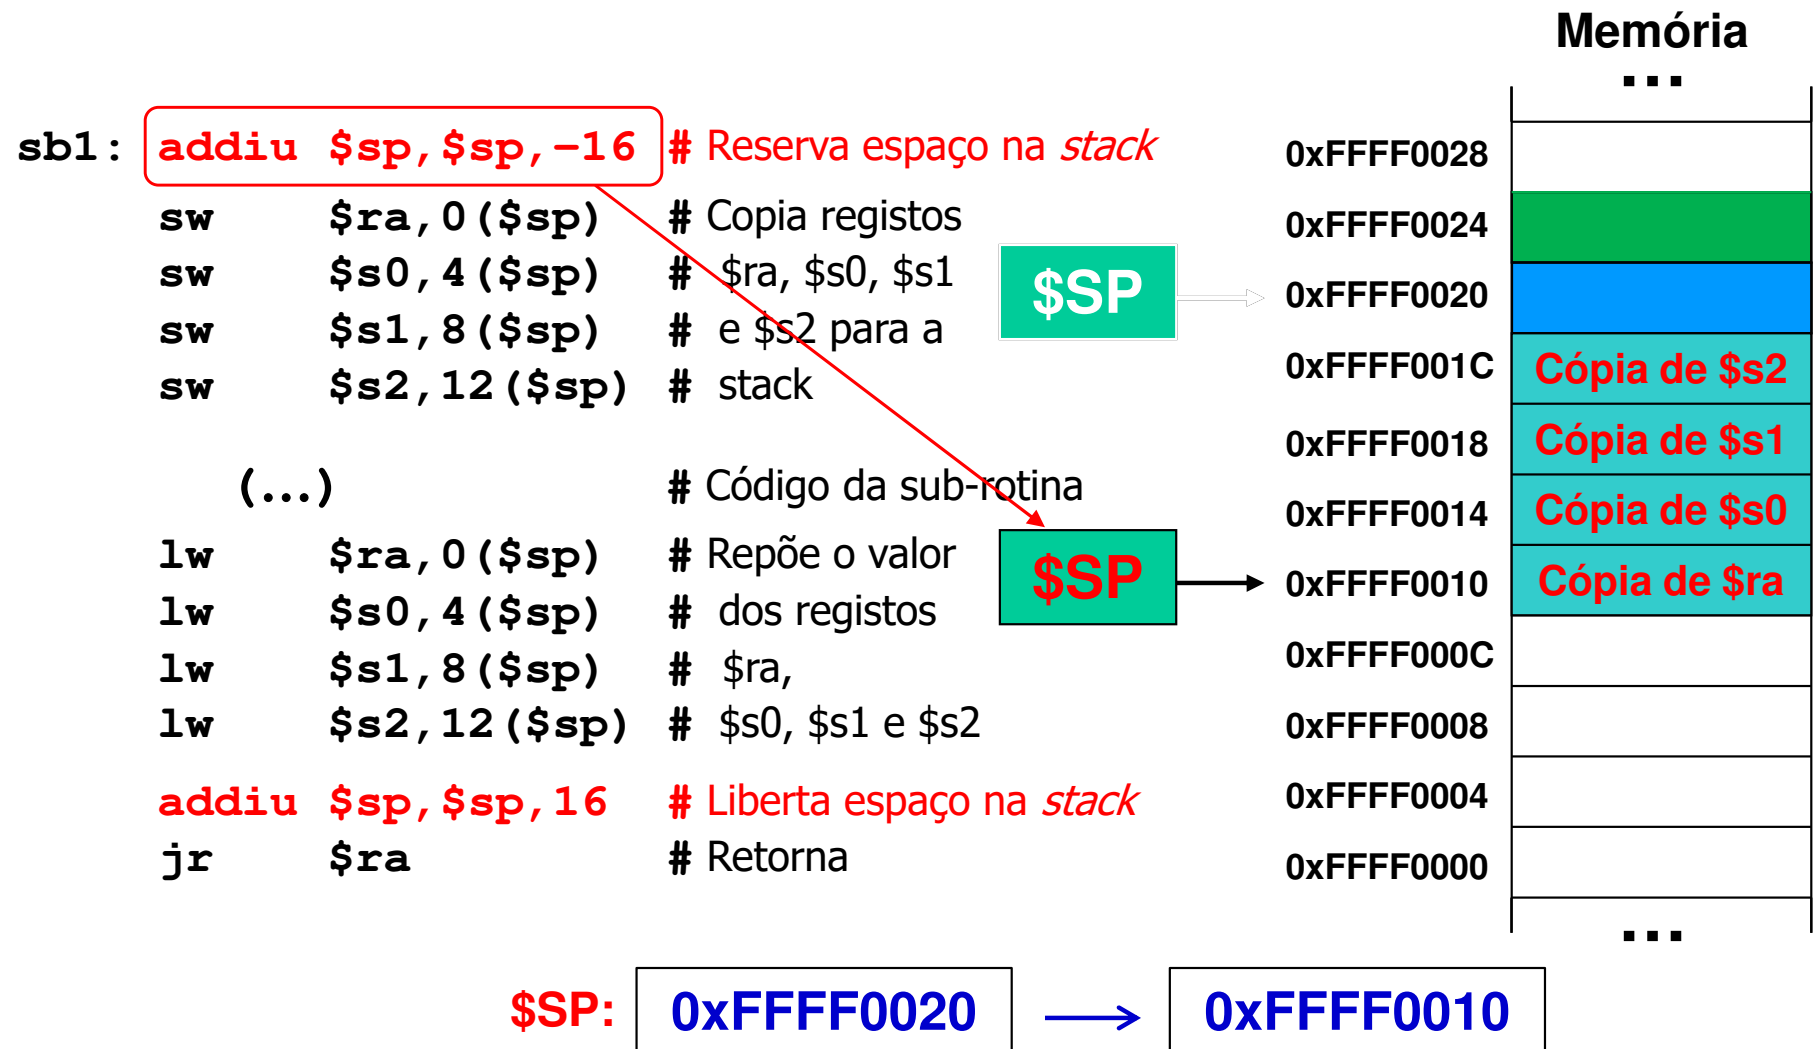 sb1: addiu $sp,$sp,-16 # Reserva espaço na stack
sw $ra,0($sp) # Copia registos
sw $s0,4($sp) # $ra, $s0, $s1
sw $s1,8($sp) # e $s2 para a
sw $s2,12($sp) # stack
(...) # Código da sub-rotina
lw $ra,0($sp) # Repõe o valor
lw $s0,4($sp) # dos registos
lw $s1,8($sp) # $ra,
lw $s2,12($sp) # $s0, $s1 e $s2
addiu $sp,$sp,16 # Liberta espaço na stack
jr $ra # Retorna
$SP
$SP
Memória
...
0xFFFF0028
0xFFFF0024
0xFFFF0020
0xFFFF001C Cópia de $s2
0xFFFF0018 Cópia de $s1
0xFFFF0014 Cópia de $s0
0xFFFF0010 Cópia de $ra
0xFFFF000C
0xFFFF0008
0xFFFF0004
0xFFFF0000
...
$SP: 0xFFFF0020 → 0xFFFF0010